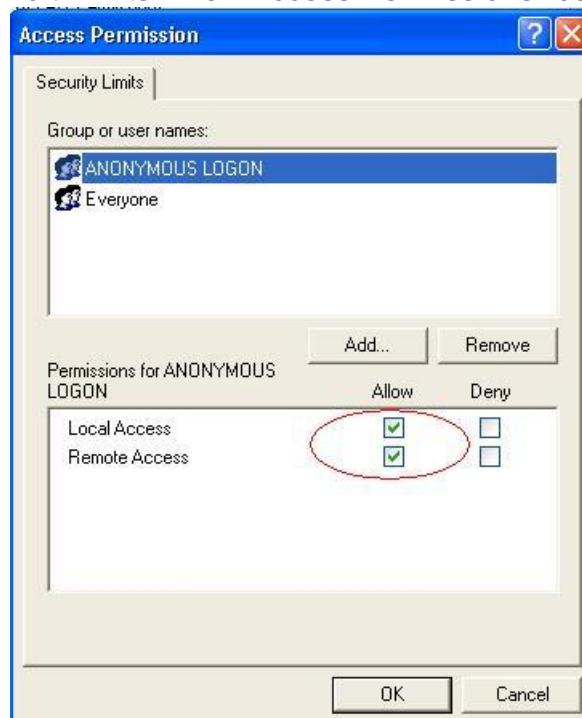 Access Permission
Security Limits
Group or user names:
ANONYMOUS LOGON
Everyone
Add... Remove
Permissions for ANONYMOUS
LOGON Allow Deny
Local Access
Remote Access
OK Cancel